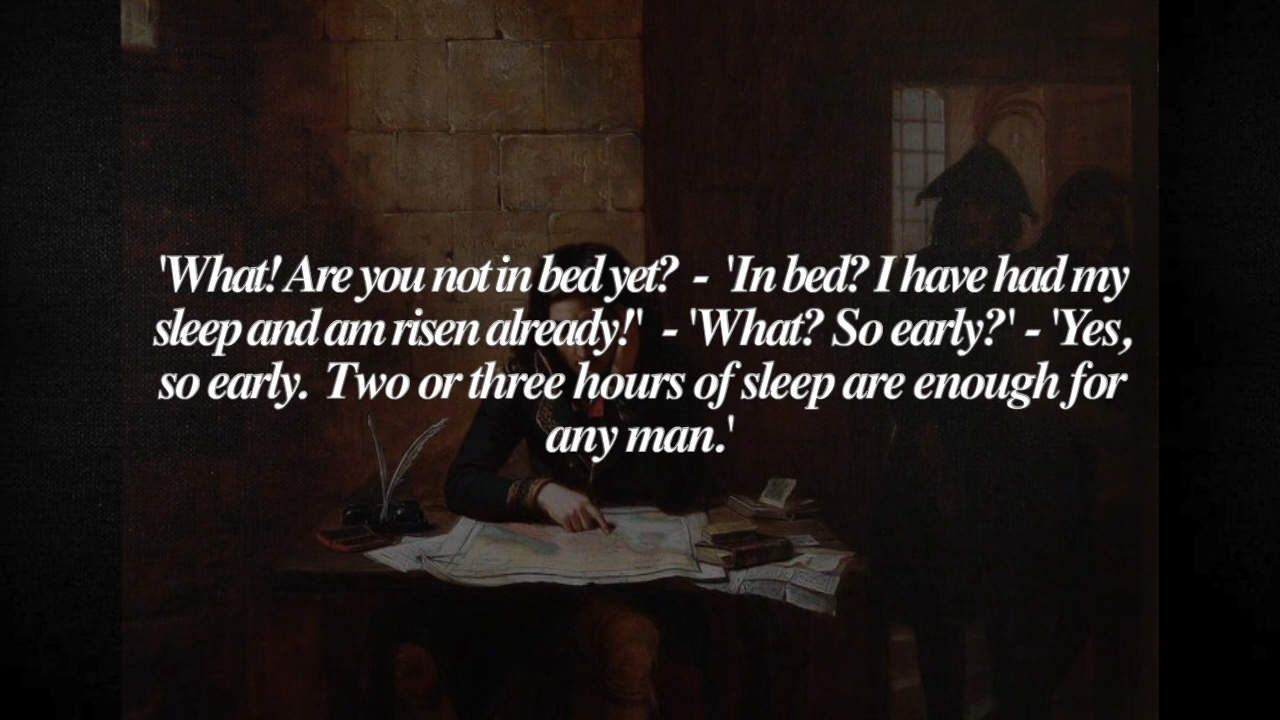 'What! Are you not in bed yet? - 'In bed? I have had my
sleep and am risen already!' - 'What? So early?' - 'Yes,
so early. Two or three hours of sleep are enough for
any man.'